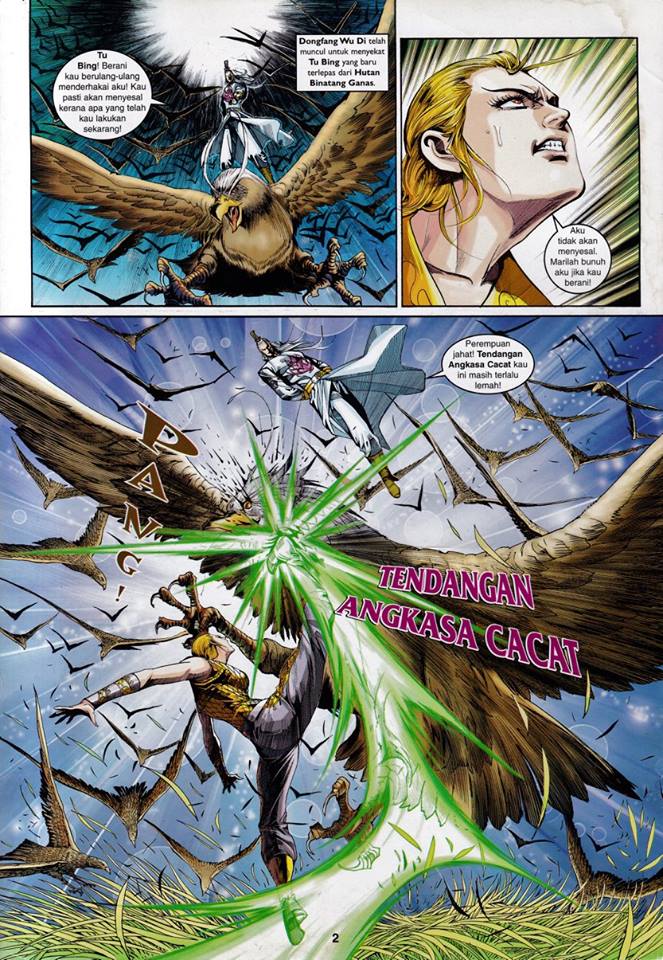 Tu
Bing! Berani
kau berulang-ulang
menderhakai aku! Kau
pasti akan menyesal
kerana apa yang telah
kau lakukan
sekarang!
Dongfang Wu Di telah
muncul untuk menyekat
Tu Bing yang baru
terlepas dari Hutan
Binatang Ganas.
Aku
tidak akan
menyesal.
Marilah bunuh
aku jika kau
berani!
Perempuan
jahat! Tendangan
Angkasa Cacat kau
ini masih terlalu
lemah!
PANG!
TENDANGAN
ANGKASA CACAT
2